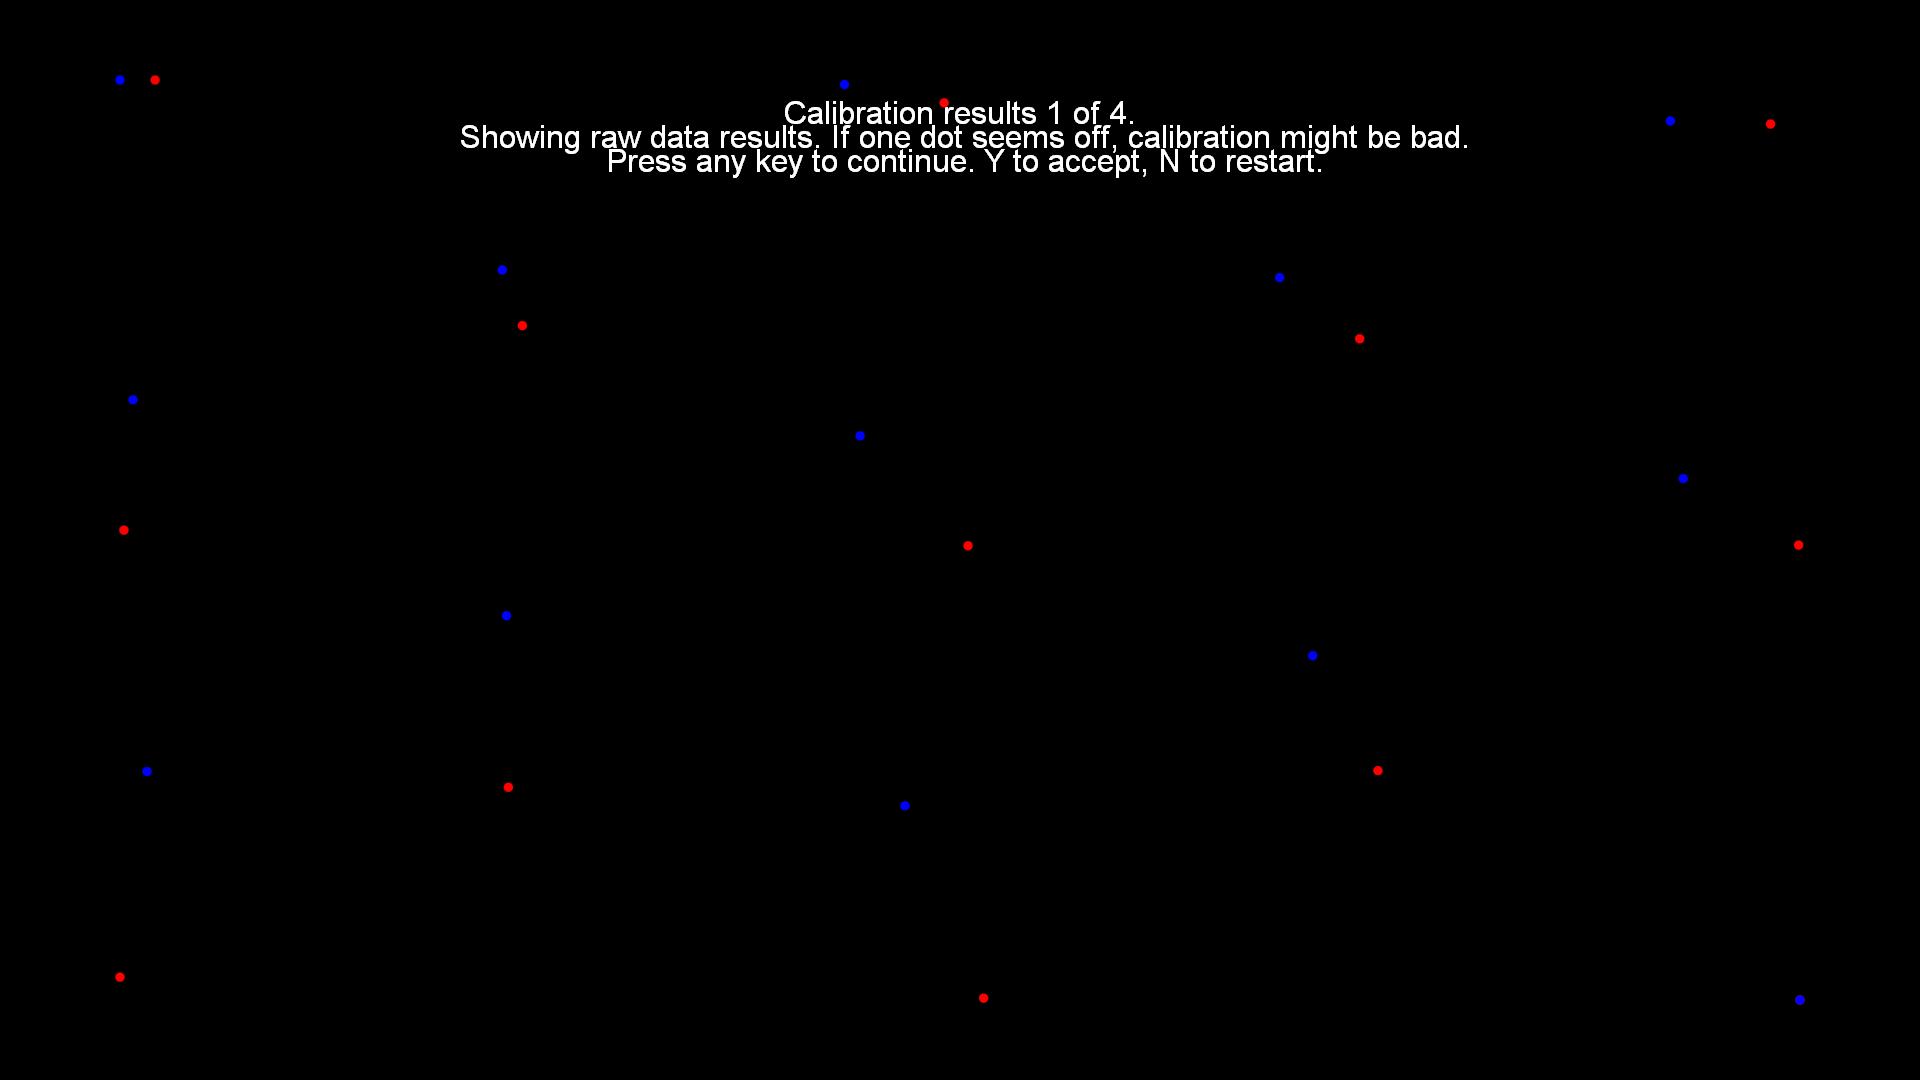 Calibration results 1 of 4.
Showing raw data results. If one dot seems off, calibration might be bad.
Press any key to continue. Y to accept, N to restart.